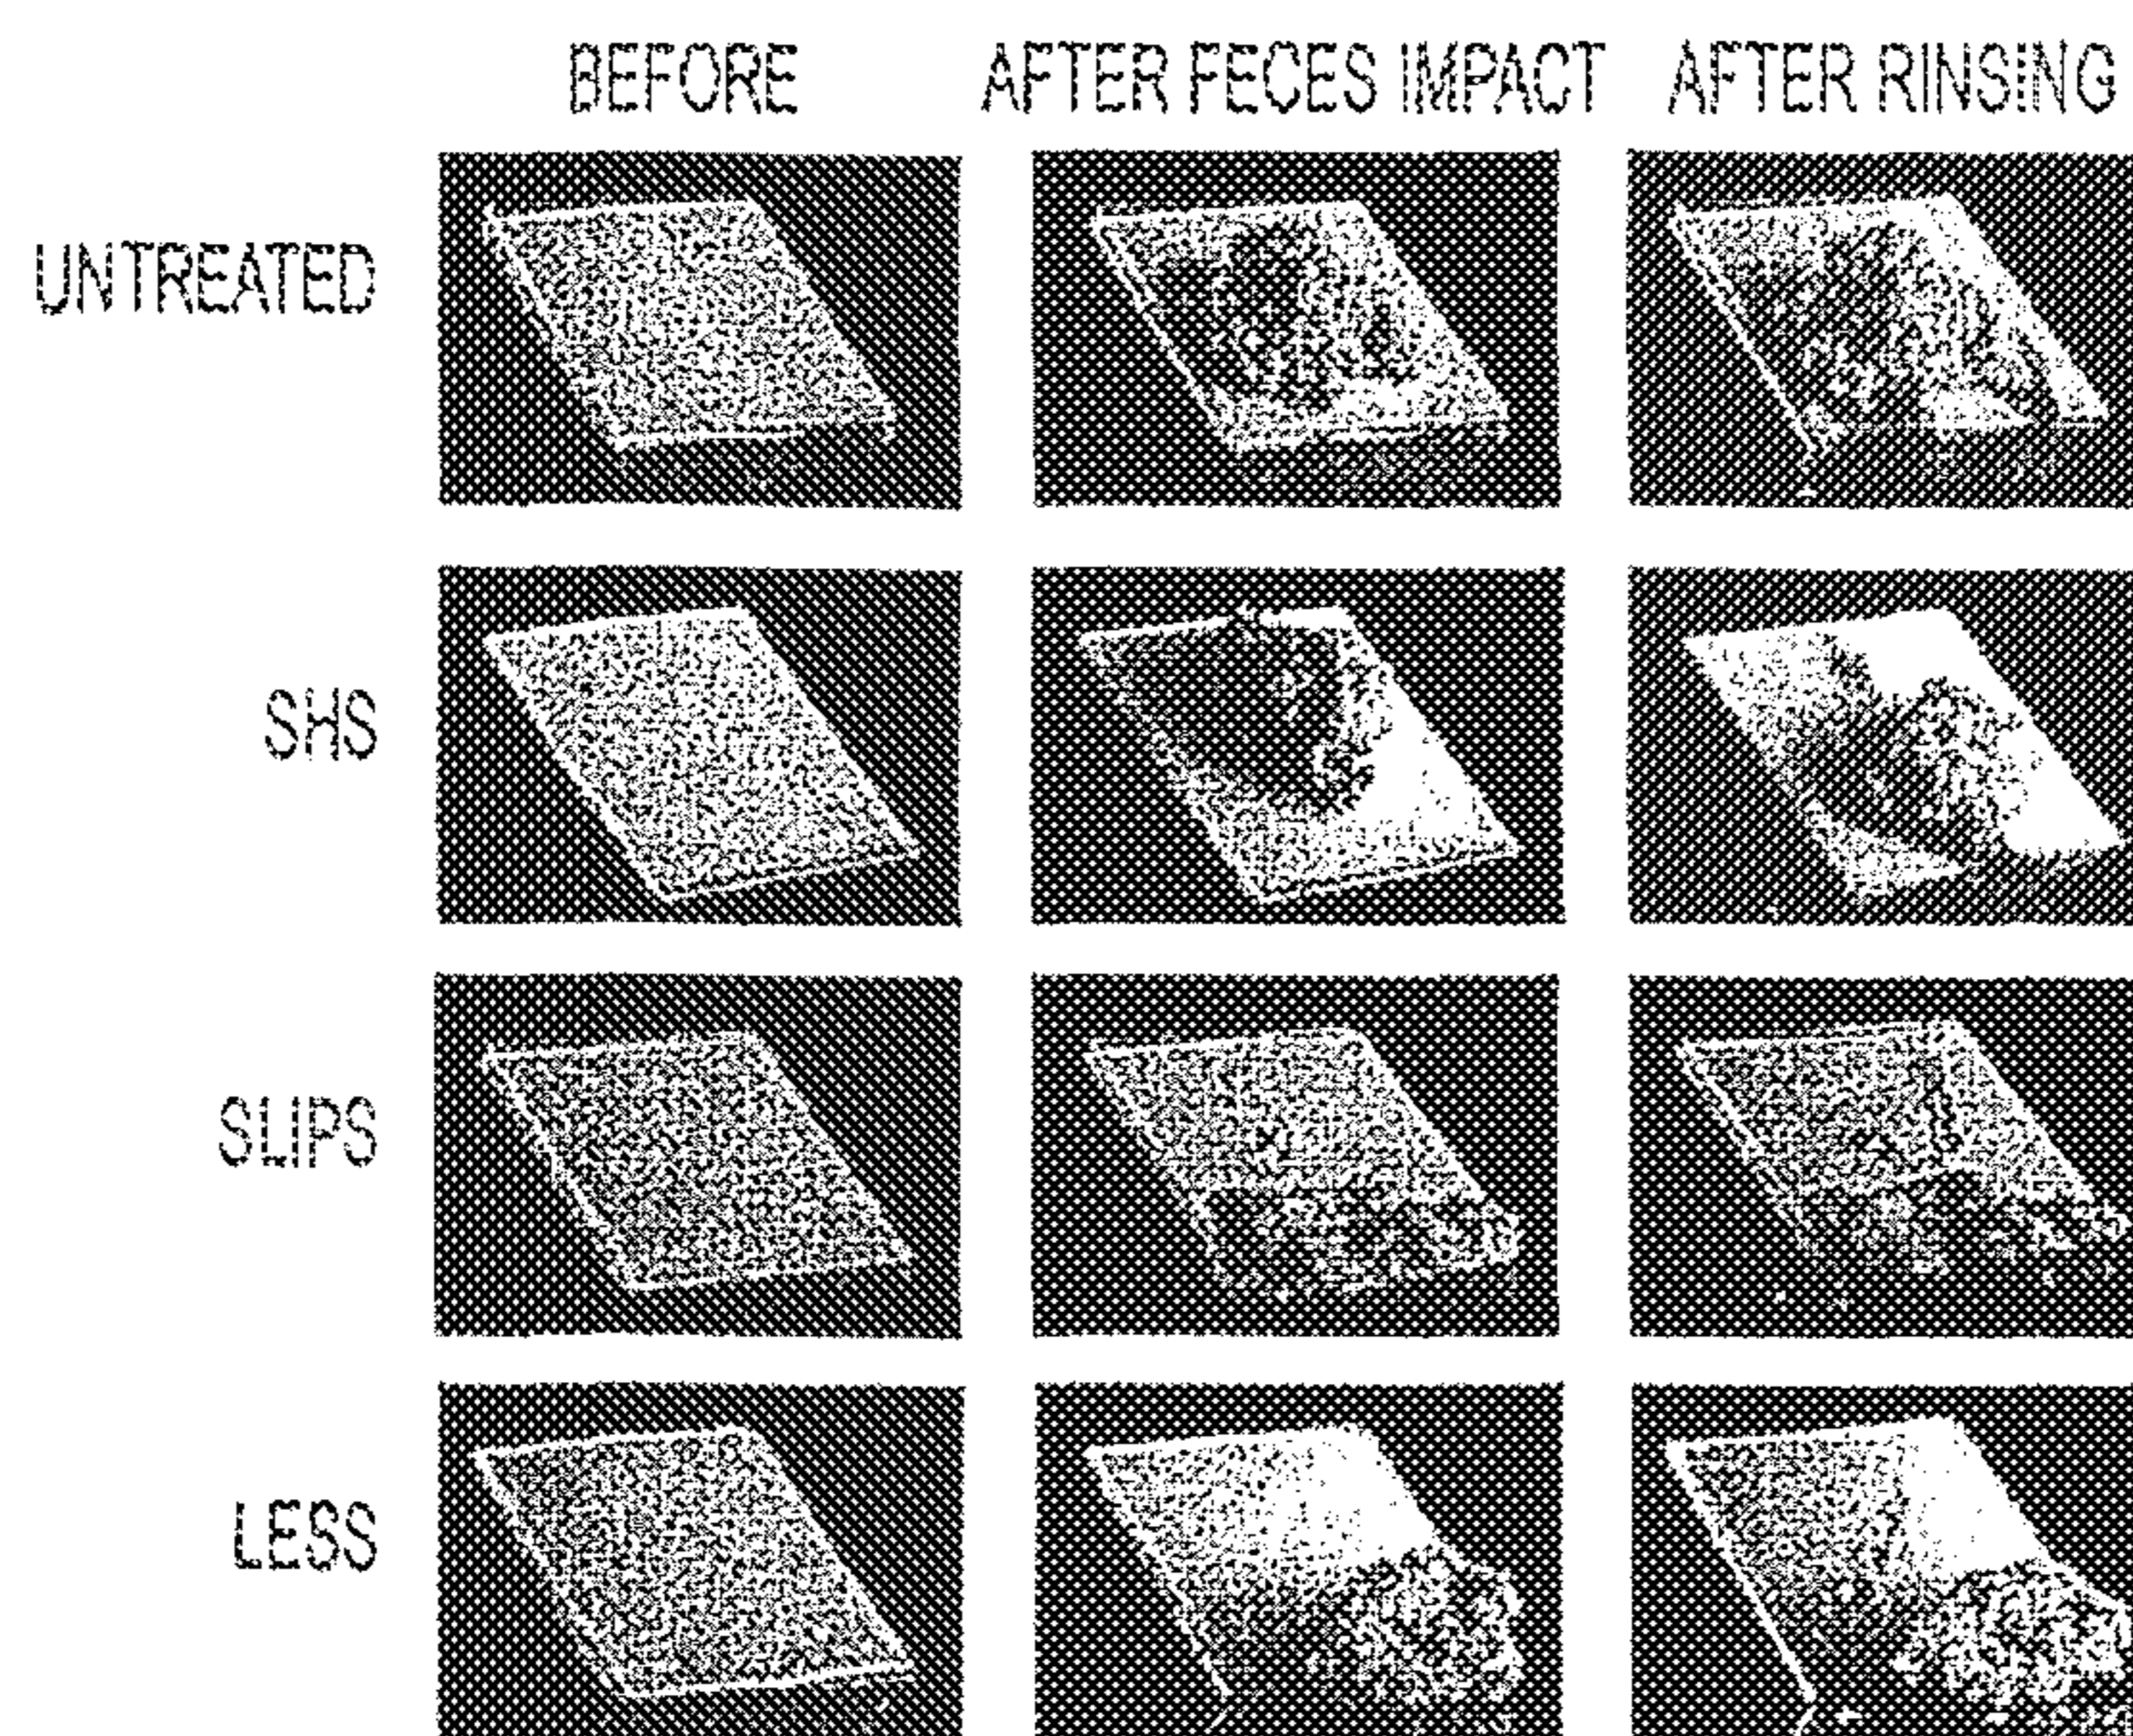 BEFORE AFTER FECES IMPACT AFTER RINSING
UNTREATED
SHS
SLIPS
LESS